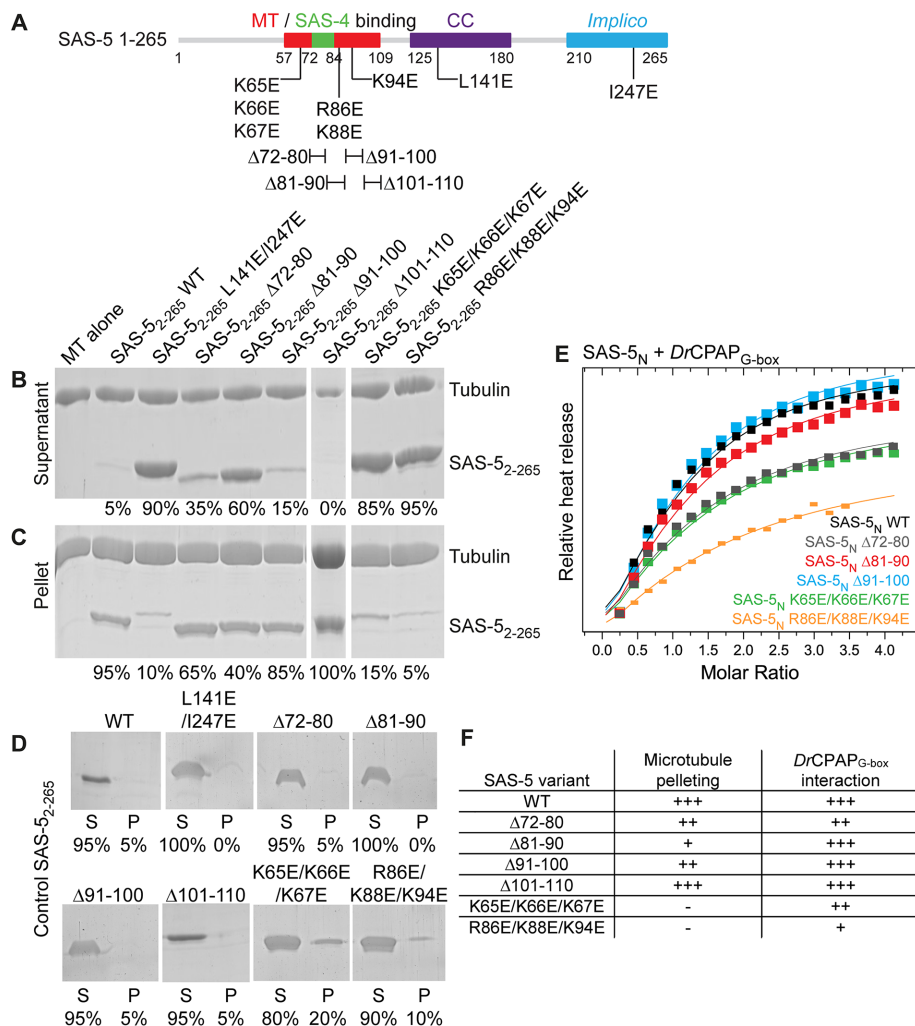 A
MT / SAS-4 binding
CC
Implico
SAS-5 1-265
1
57
72
84
109
125
180
210
265
K65E
K66E
K67E
R86E
K88E
K94E
L141E
I247E
Δ72-80
Δ91-100
Δ81-90
Δ101-110
MT alone
SAS-5₂₋₂₆₅ WT
SAS-5₂₋₂₆₅ L141E/I247E
SAS-5₂₋₂₆₅ Δ72-80
SAS-5₂₋₂₆₅ Δ81-90
SAS-5₂₋₂₆₅ Δ91-100
SAS-5₂₋₂₆₅ Δ101-110
SAS-5₂₋₂₆₅ K65E/K66E/K67E
SAS-5₂₋₂₆₅ R86E/K88E/K94E
B
Supernatant
Tubulin
SAS-5₂₋₂₆₅
5% 90% 35% 60% 15% 0% 85% 95%
C
Pellet
Tubulin
SAS-5₂₋₂₆₅
95% 10% 65% 40% 85% 100% 15% 5%
D
Control SAS-5₂₋₂₆₅
WT
L141E
/I247E
Δ72-80
Δ81-90
S P S P S P S P
95% 5% 100% 0% 95% 5% 100% 0%
Δ91-100
Δ101-110
K65E/K66E
/K67E
R86E/
K88E/K94E
S P S P S P S P
95% 5% 95% 5% 80% 20% 90% 10%
E
SAS-5N + DrCPAPG-box
Relative heat release
SAS-5N WT
SAS-5N Δ72-80
SAS-5N Δ81-90
SAS-5N Δ91-100
SAS-5N K65E/K66E/K67E
SAS-5N R86E/K88E/K94E
0.0 0.5 1.0 1.5 2.0 2.5 3.0 3.5 4.0
Molar Ratio
F
SAS-5 variant
Microtubule
pelleting
DrCPAPG-box
interaction
WT +++ +++
Δ72-80 ++ ++
Δ81-90 + +++
Δ91-100 ++ +++
Δ101-110 +++ +++
K65E/K66E/K67E - ++
R86E/K88E/K94E - +